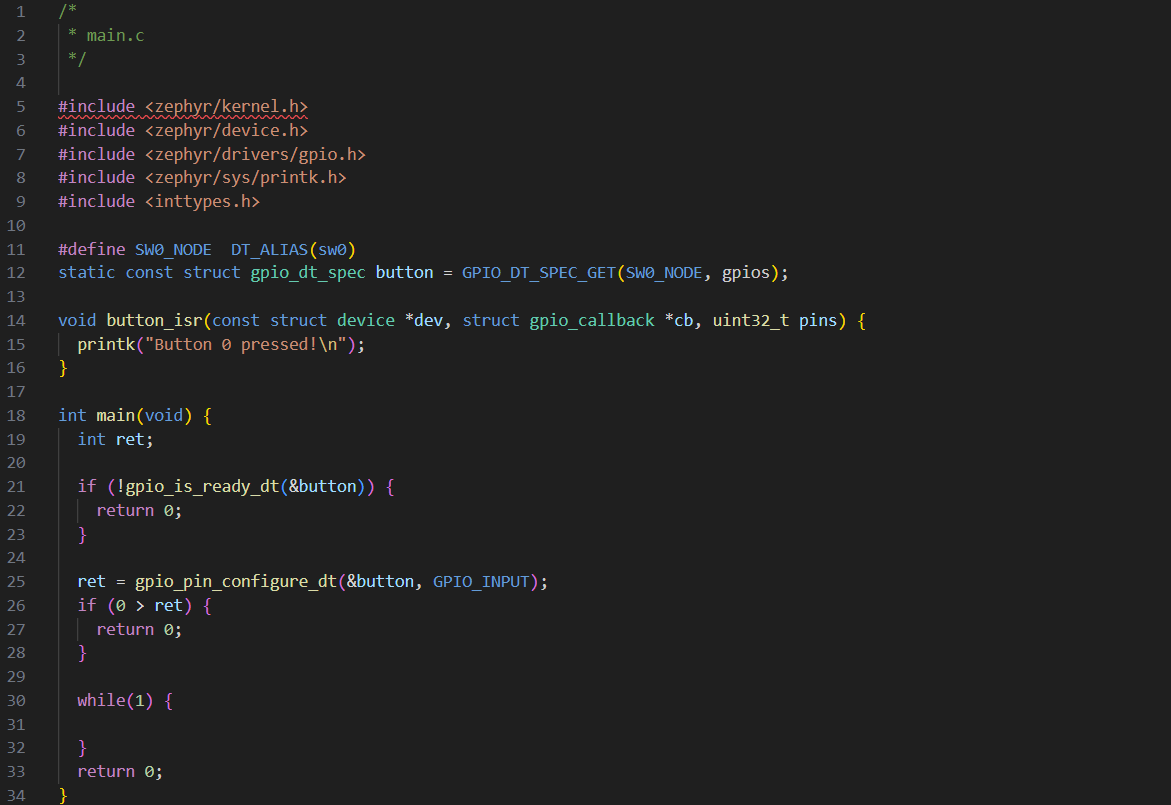 1 /*
2  * main.c
3  */
4
5 #include <zephyr/kernel.h>
6 #include <zephyr/device.h>
7 #include <zephyr/drivers/gpio.h>
8 #include <zephyr/sys/printk.h>
9 #include <inttypes.h>
10
11 #define SW0_NODE  DT_ALIAS(sw0)
12 static const struct gpio_dt_spec button = GPIO_DT_SPEC_GET(SW0_NODE, gpios);
13
14 void button_isr(const struct device *dev, struct gpio_callback *cb, uint32_t pins) {
15   printk("Button 0 pressed!\n");
16 }
17
18 int main(void) {
19   int ret;
20
21   if (!gpio_is_ready_dt(&button)) {
22     return 0;
23   }
24
25   ret = gpio_pin_configure_dt(&button, GPIO_INPUT);
26   if (0 > ret) {
27     return 0;
28   }
29
30   while(1) {
31
32   }
33   return 0;
34 }